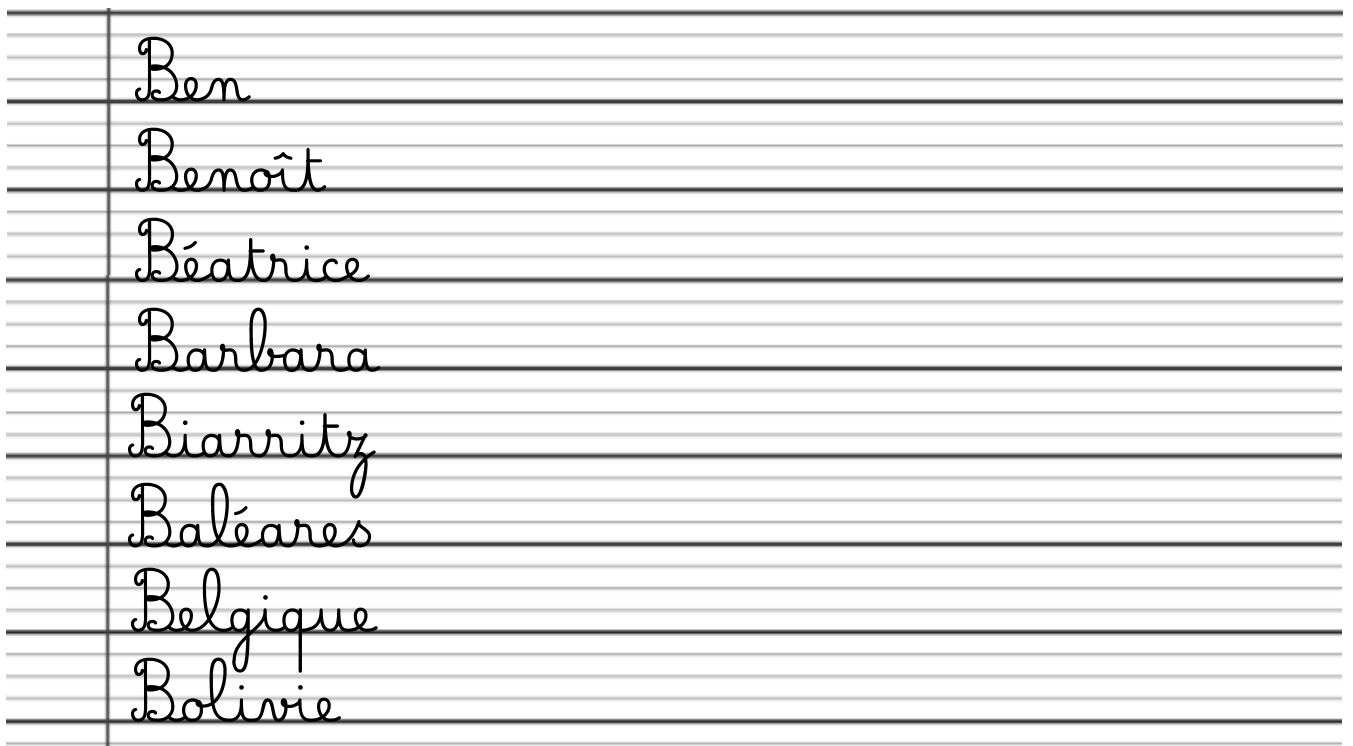 Ben
Benoît
Béatrice
Barbara
Biarritz
Baléares
Belgique
Bolivie